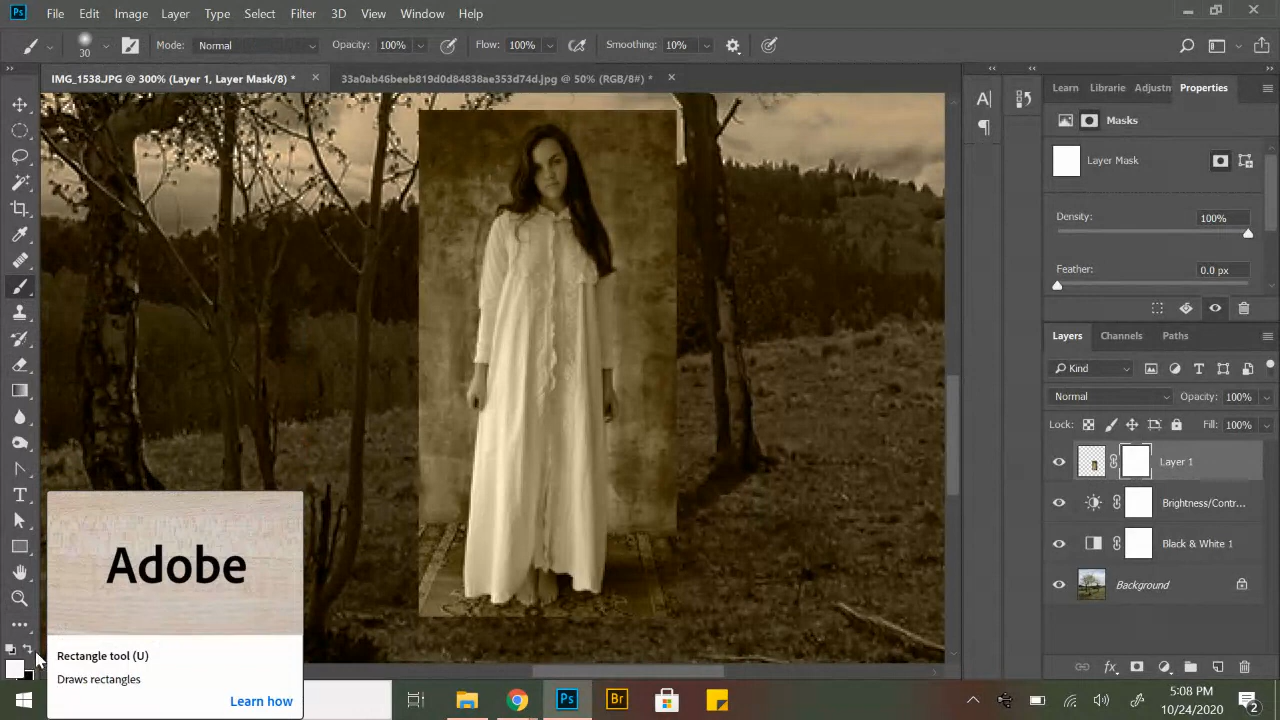 Ps File Edit Image Layer Type Select Filter 3D View Window Help
30 Mode: Normal Opacity: 100% Flow: 100% Smoothing: 10%
IMG_1538.JPG @ 300% (Layer 1, Layer Mask/8) * 33a0ab46beeb819d0d84838ae353d74d.jpg @ 50% (RGB/8#) *
Learn Librarie Adjustm Properties
Masks
Layer Mask
Density: 100%
Feather: 0.0 px
Layers Channels Paths
Kind
Normal Opacity: 100%
Lock: Fill: 100%
Layer 1
Brightness/Contr...
Black & White 1
Background
Adobe
Rectangle tool (U)
Draws rectangles
Learn how
Ps Br
5:08 PM
10/24/2020
2